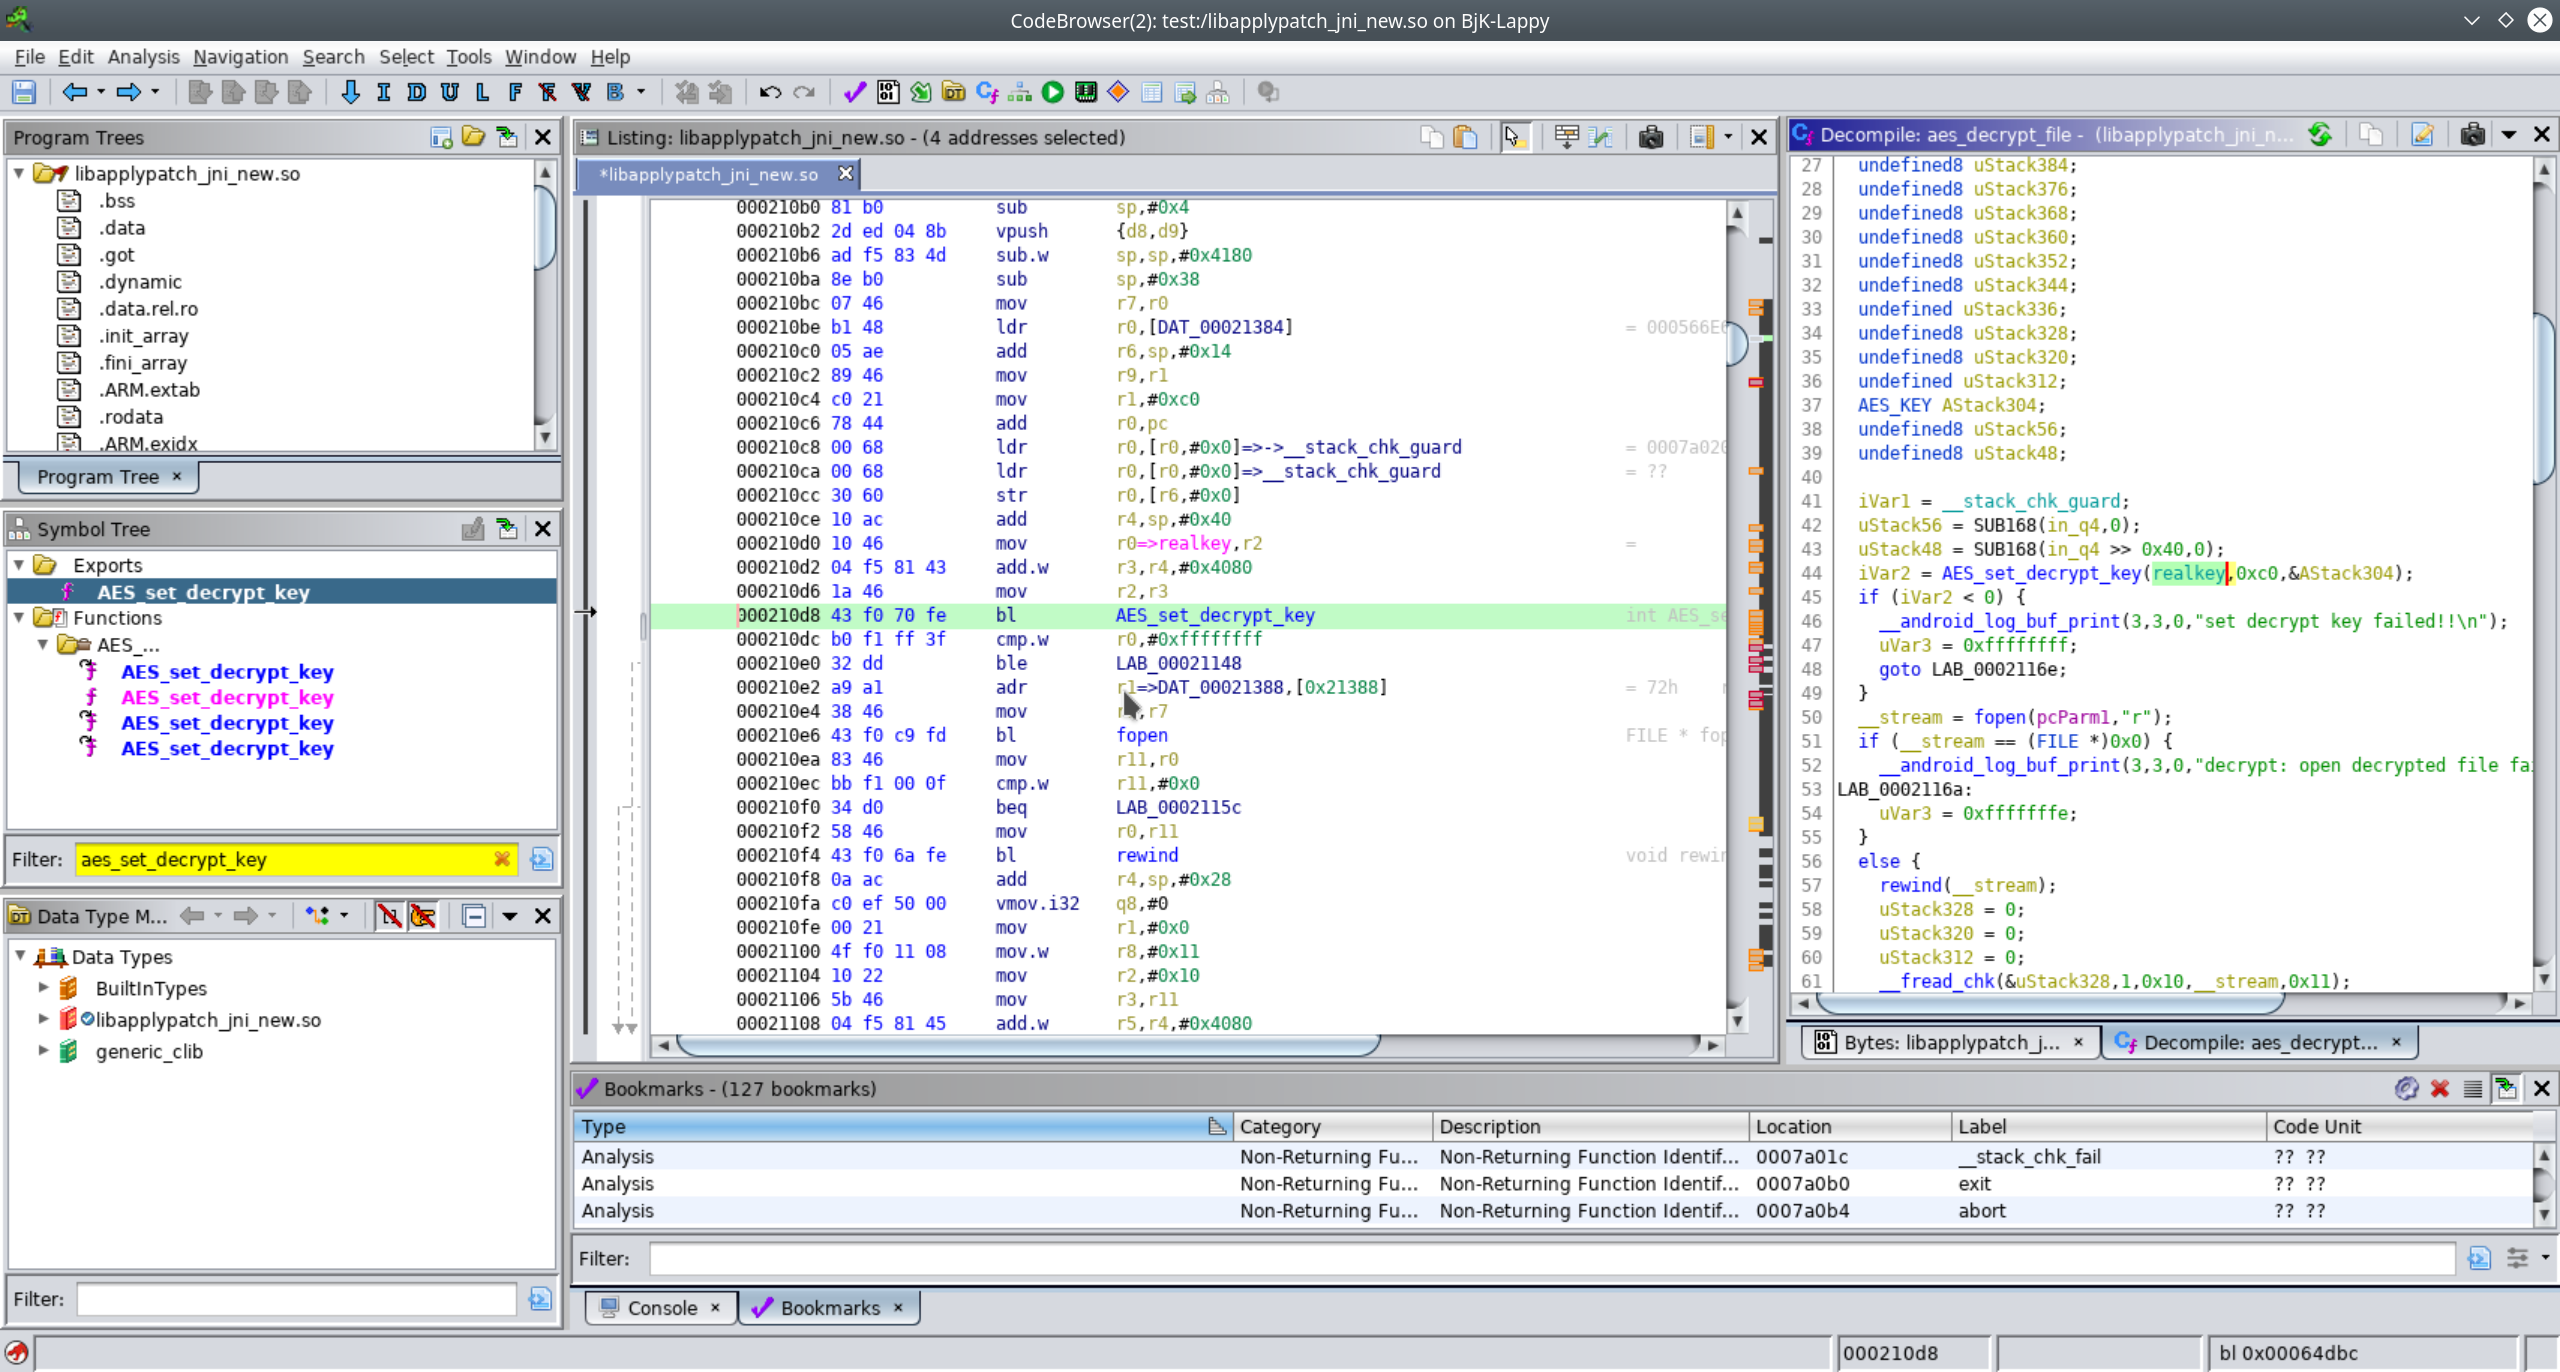 CodeBrowser(2): test:/libapplypatch_jni_new.so on BjK-Lappy
File Edit Analysis Navigation Search Select Tools Window Help
I D U L F B
Program Trees
libapplypatch_jni_new.so
.bss
.data
.got
.dynamic
.data.rel.ro
.init_array
.fini_array
.ARM.extab
.rodata
.ARM.exidx
Program Tree ×
Symbol Tree
Exports
AES_set_decrypt_key
Functions
AES_...
AES_set_decrypt_key
AES_set_decrypt_key
AES_set_decrypt_key
AES_set_decrypt_key
Filter: aes_set_decrypt_key
Data Type M...
Data Types
BuiltInTypes
libapplypatch_jni_new.so
generic_clib
Filter:
Listing: libapplypatch_jni_new.so - (4 addresses selected)
*libapplypatch_jni_new.so
000210b0 81 b0 sub sp,#0x4
000210b2 2d ed 04 8b vpush {d8,d9}
000210b6 ad f5 83 4d sub.w sp,sp,#0x4180
000210ba 8e b0 sub sp,#0x38
000210bc 07 46 mov r7,r0
000210be b1 48 ldr r0,[DAT_00021384] = 000566E
000210c0 05 ae add r6,sp,#0x14
000210c2 89 46 mov r9,r1
000210c4 c0 21 mov r1,#0xc0
000210c6 78 44 add r0,pc
000210c8 00 68 ldr r0,[r0,#0x0]=>->__stack_chk_guard = 0007a020
000210ca 00 68 ldr r0,[r0,#0x0]=>__stack_chk_guard = ??
000210cc 30 60 str r0,[r6,#0x0]
000210ce 10 ac add r4,sp,#0x40
000210d0 10 46 mov r0=>realkey,r2 =
000210d2 04 f5 81 43 add.w r3,r4,#0x4080
000210d6 1a 46 mov r2,r3
000210d8 43 f0 70 fe bl AES_set_decrypt_key int AES_se
000210dc b0 f1 ff 3f cmp.w r0,#0xffffffff
000210e0 32 dd ble LAB_00021148
000210e2 a9 a1 adr r1=>DAT_00021388,[0x21388] = 72h r
000210e4 38 46 mov ,r7
000210e6 43 f0 c9 fd bl fopen FILE * fop
000210ea 83 46 mov r11,r0
000210ec bb f1 00 0f cmp.w r11,#0x0
000210f0 34 d0 beq LAB_0002115c
000210f2 58 46 mov r0,r11
000210f4 43 f0 6a fe bl rewind void rewin
000210f8 0a ac add r4,sp,#0x28
000210fa c0 ef 50 00 vmov.i32 q8,#0
000210fe 00 21 mov r1,#0x0
00021100 4f f0 11 08 mov.w r8,#0x11
00021104 10 22 mov r2,#0x10
00021106 5b 46 mov r3,r11
00021108 04 f5 81 45 add.w r5,r4,#0x4080
Decompile: aes_decrypt_file - (libapplypatch_jni_n...
27 undefined8 uStack384;
28 undefined8 uStack376;
29 undefined8 uStack368;
30 undefined8 uStack360;
31 undefined8 uStack352;
32 undefined8 uStack344;
33 undefined uStack336;
34 undefined8 uStack328;
35 undefined8 uStack320;
36 undefined uStack312;
37 AES_KEY AStack304;
38 undefined8 uStack56;
39 undefined8 uStack48;
40
41 iVar1 = __stack_chk_guard;
42 uStack56 = SUB168(in_q4,0);
43 uStack48 = SUB168(in_q4 >> 0x40,0);
44 iVar2 = AES_set_decrypt_key(realkey,0xc0,&AStack304);
45 if (iVar2 < 0) {
46 __android_log_buf_print(3,3,0,"set decrypt key failed!!\n");
47 uVar3 = 0xffffffff;
48 goto LAB_0002116e;
49 }
50 __stream = fopen(pcParm1,"r");
51 if (__stream == (FILE *)0x0) {
52 __android_log_buf_print(3,3,0,"decrypt: open decrypted file fai
53 LAB_0002116a:
54 uVar3 = 0xfffffffe;
55 }
56 else {
57 rewind(__stream);
58 uStack328 = 0;
59 uStack320 = 0;
60 uStack312 = 0;
61 __fread_chk(&uStack328,1,0x10,__stream,0x11);
Bytes: libapplypatch_j... × Decompile: aes_decrypt... ×
Bookmarks - (127 bookmarks)
Type Category Description Location Label Code Unit
Analysis Non-Returning Fu... Non-Returning Function Identif... 0007a01c __stack_chk_fail ?? ??
Analysis Non-Returning Fu... Non-Returning Function Identif... 0007a0b0 exit ?? ??
Analysis Non-Returning Fu... Non-Returning Function Identif... 0007a0b4 abort ?? ??
Filter:
Console × Bookmarks ×
000210d8 bl 0x00064dbc